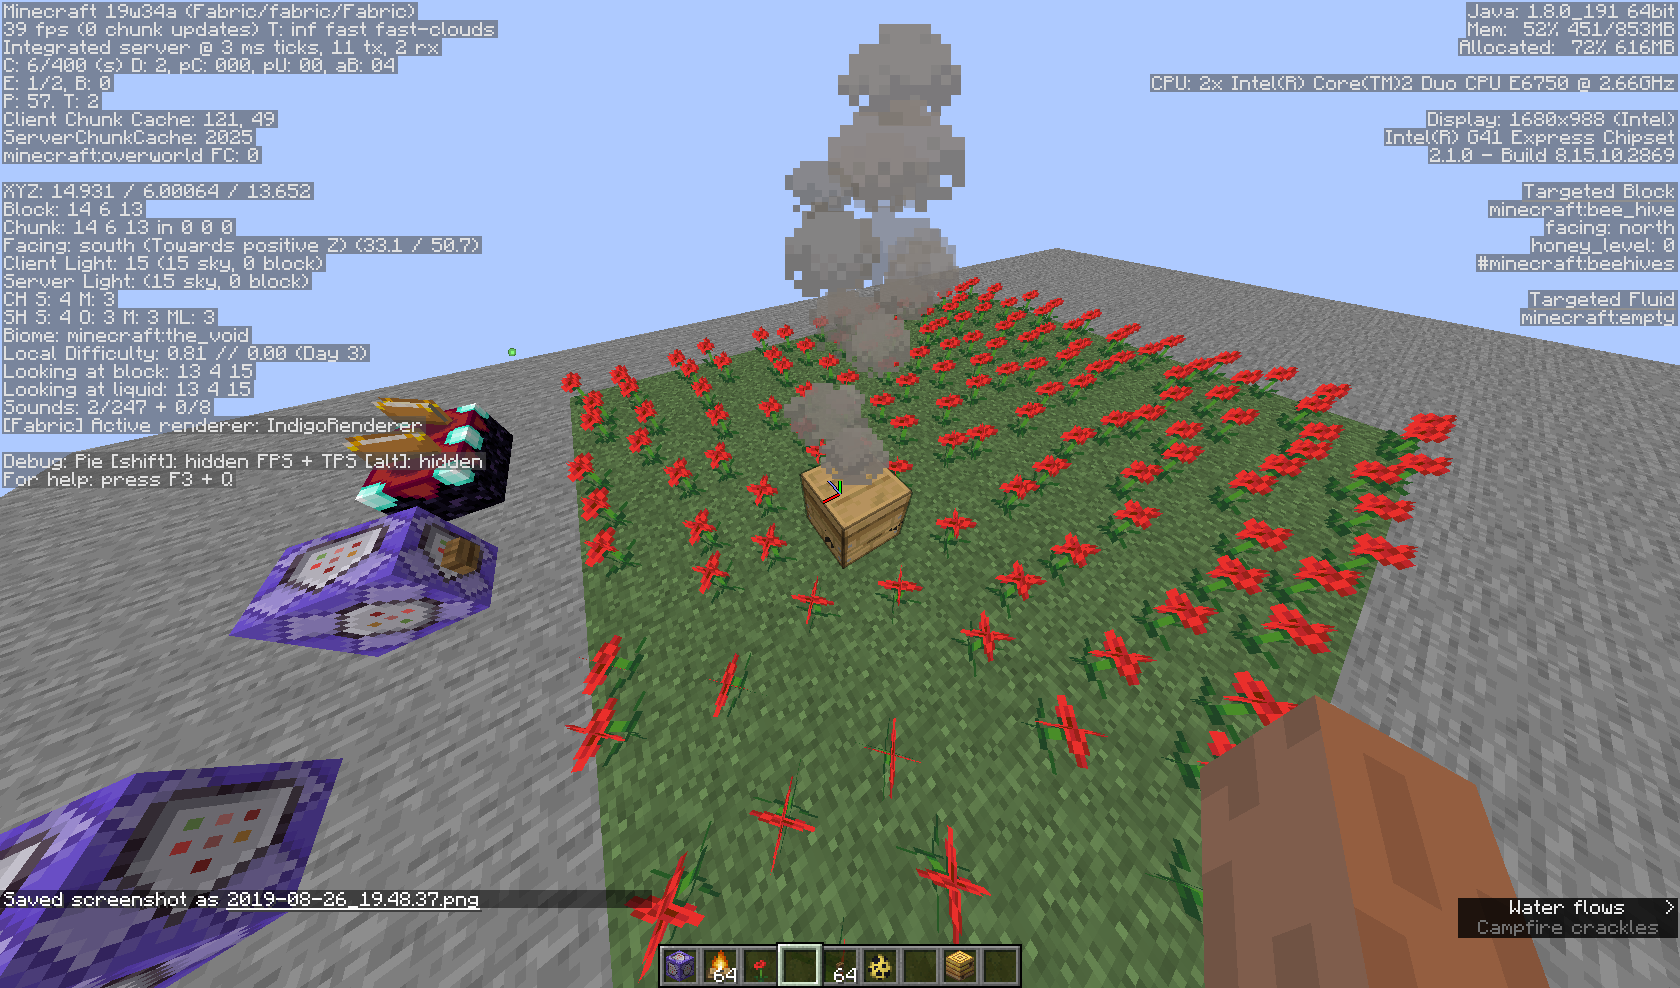 Minecraft 19w34a (Fabric/fabric/Fabric)
39 fps (0 chunk updates) T: inf fast fast-clouds
Integrated server @ 3 ms ticks, 11 tx, 2 rx
C: 6/400 (s) D: 2, pC: 000, pU: 00, aB: 04
E: 1/2, B: 0
P: 57. T: 2
Client Chunk Cache: 121, 49
ServerChunkCache: 2025
minecraft:overworld FC: 0
XYZ: 14.931 / 6.00064 / 13.652
Block: 14 6 13
Chunk: 14 6 13 in 0 0 0
Facing: south (Towards positive Z) (33.1 / 50.7)
Client Light: 15 (15 sky, 0 block)
Server Light: (15 sky, 0 block)
CH S: 4 M: 3
SH S: 4 O: 3 M: 3 ML: 3
Biome: minecraft:the_void
Local Difficulty: 0.81 // 0.00 (Day 3)
Looking at block: 13 4 15
Looking at liquid: 13 4 15
Sounds: 2/247 + 0/8
[Fabric] Active renderer: IndigoRenderer
Debug: Pie [shift]: hidden FPS + TPS [alt]: hidden
For help: press F3 + Q
Java: 1.8.0_191 64bit
Mem: 52% 451/853MB
Allocated: 72% 616MB
CPU: 2x Intel(R) Core(TM)2 Duo CPU E6750 @ 2.66GHz
Display: 1680x988 (Intel)
Intel(R) G41 Express Chipset
2.1.0 - Build 8.15.10.2869
Targeted Block
minecraft:bee_hive
facing: north
honey_level: 0
#minecraft:beehives
Targeted Fluid
minecraft:empty
Saved screenshot as 2019-08-26_19.48.37.png
Water flows >
Campfire crackles
64
64